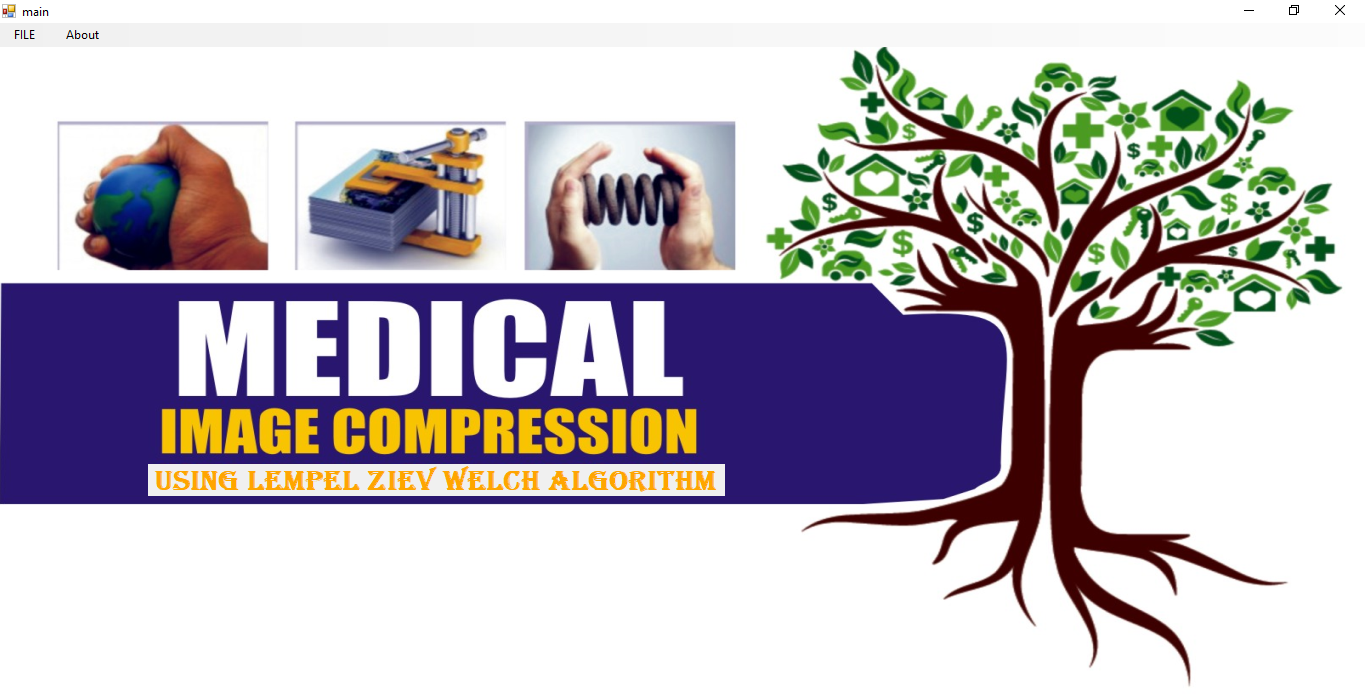 main
FILE About
MEDICAL
IMAGE COMPRESSION
USING LEMPEL ZIEV WELCH ALGORITHM